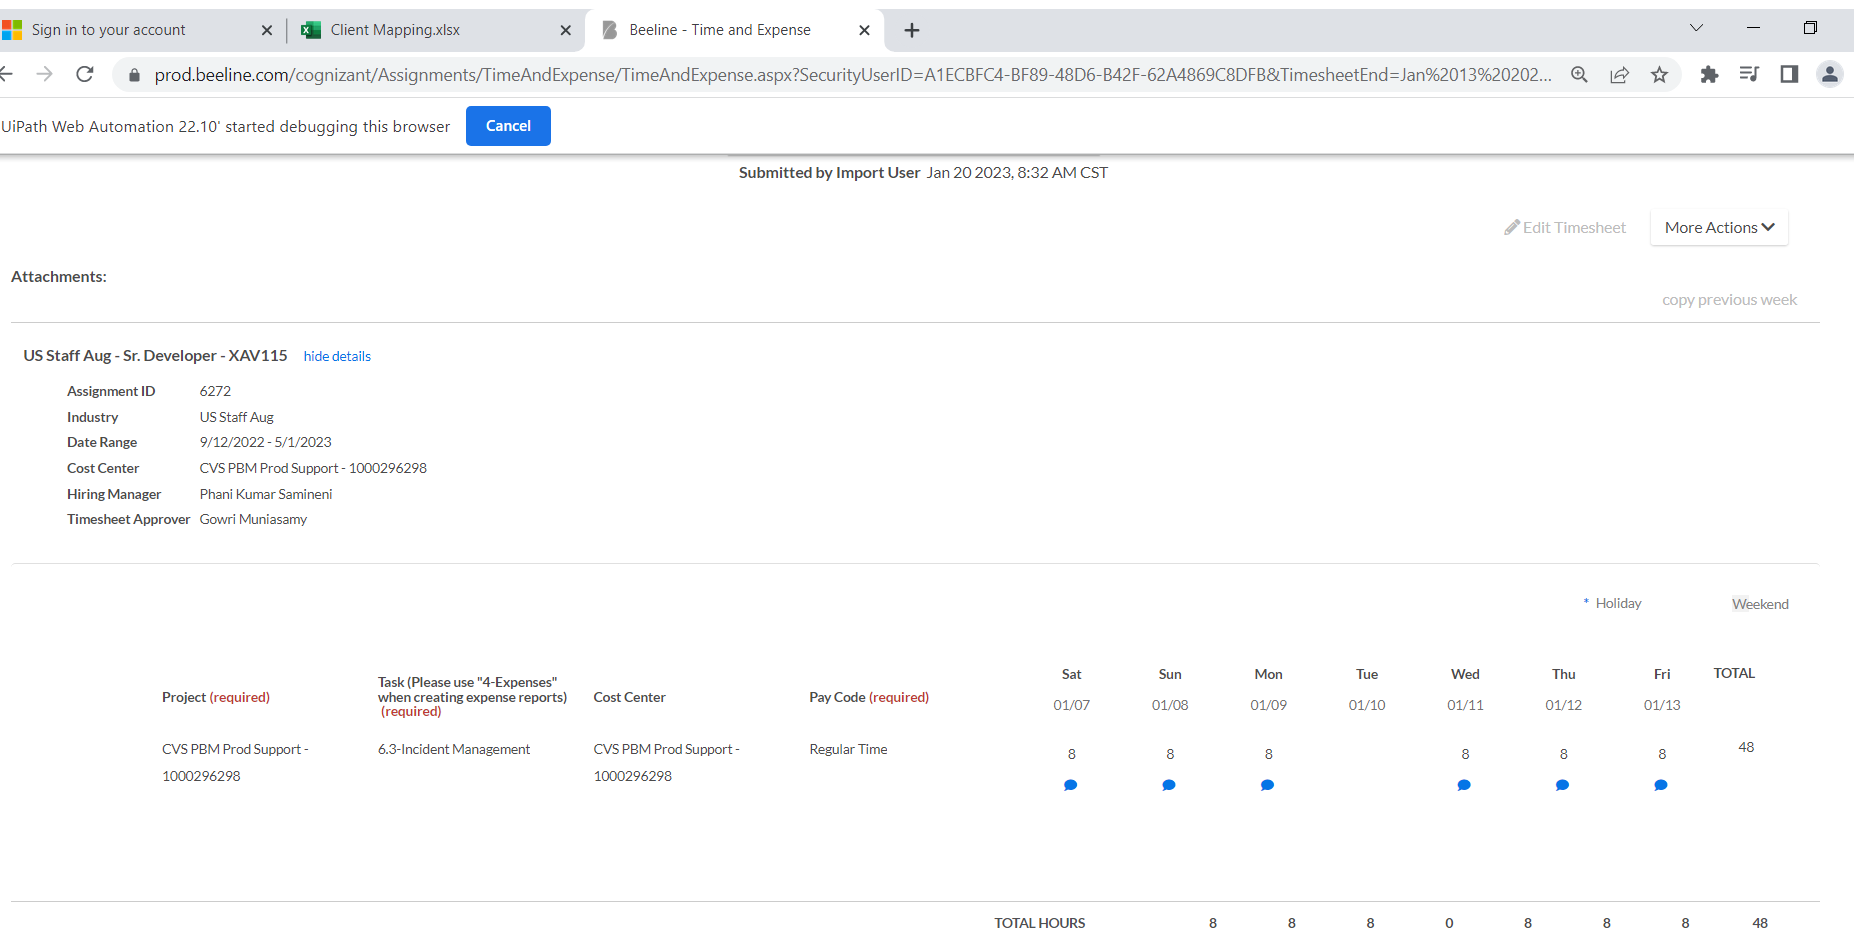 Sign in to your account
Client Mapping.xlsx
Beeline - Time and Expense
prod.beeline.com/cognizant/Assignments/TimeAndExpense/TimeAndExpense.aspx?SecurityUserID=A1ECBFC4-BF89-48D6-B42F-62A4869C8DFB&TimesheetEnd=Jan%2013%20202...
UiPath Web Automation 22.10' started debugging this browser
Cancel
Submitted by Import User Jan 20 2023, 8:32 AM CST
Edit Timesheet
More Actions
Attachments:
copy previous week
US Staff Aug - Sr. Developer - XAV115 hide details
Assignment ID 6272
Industry US Staff Aug
Date Range 9/12/2022 - 5/1/2023
Cost Center CVS PBM Prod Support - 1000296298
Hiring Manager Phani Kumar Samineni
Timesheet Approver Gowri Muniasamy
* Holiday Weekend
Project (required)
Task (Please use "4-Expenses"
when creating expense reports)
(required)
Cost Center
Pay Code (required)
Sat Sun Mon Tue Wed Thu Fri TOTAL
01/07 01/08 01/09 01/10 01/11 01/12 01/13
CVS PBM Prod Support -
1000296298
6.3-Incident Management
CVS PBM Prod Support -
1000296298
Regular Time
8 8 8 8 8 8 48
TOTAL HOURS 8 8 8 0 8 8 8 48